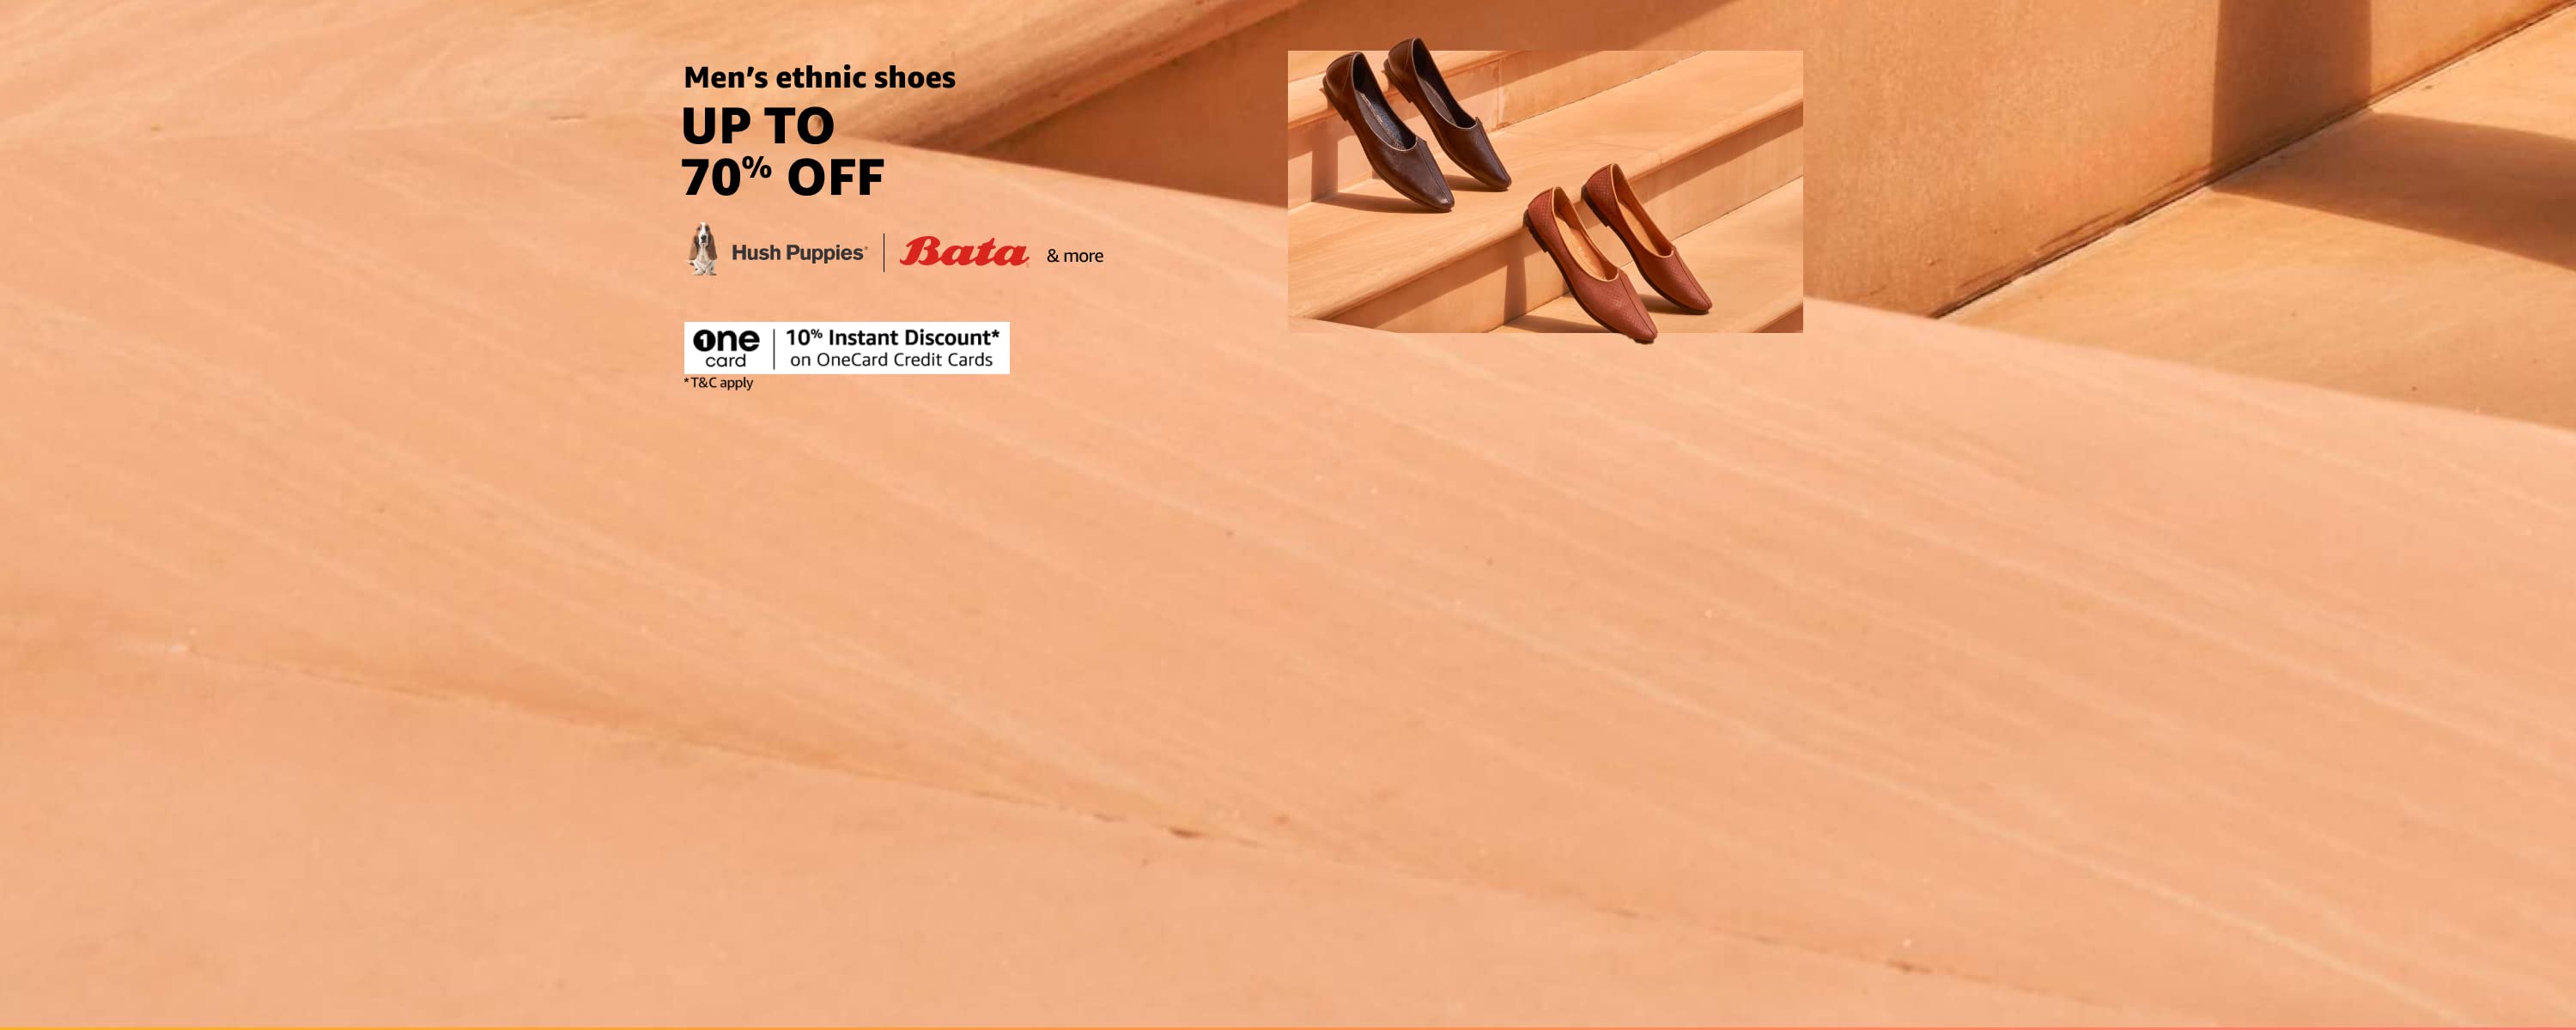 Men’s ethnic shoes
UP TO
70% OFF
Hush Puppies® | Bata & more
one card | 10% Instant Discount*
on OneCard Credit Cards
*T&C apply